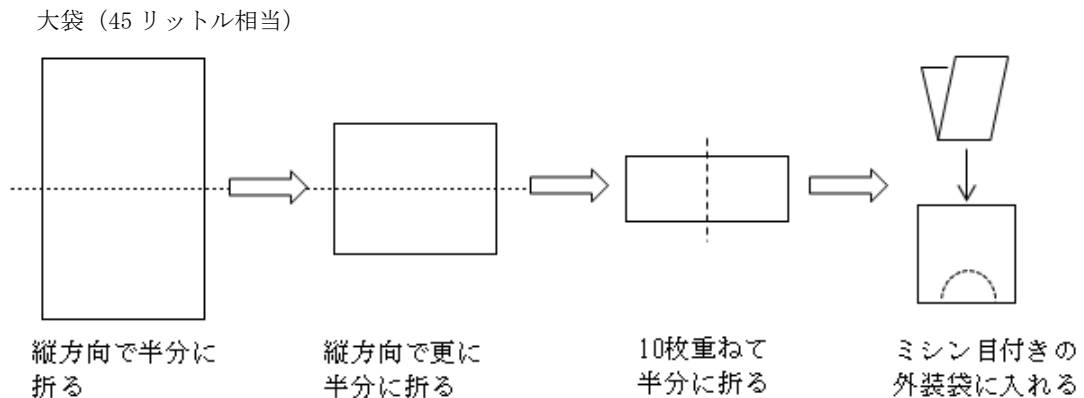 大袋（45 リットル相当）
縦方向で半分に
折る
縦方向で更に
半分に折る
10枚重ねて
半分に折る
ミシン目付きの
外装袋に入れる